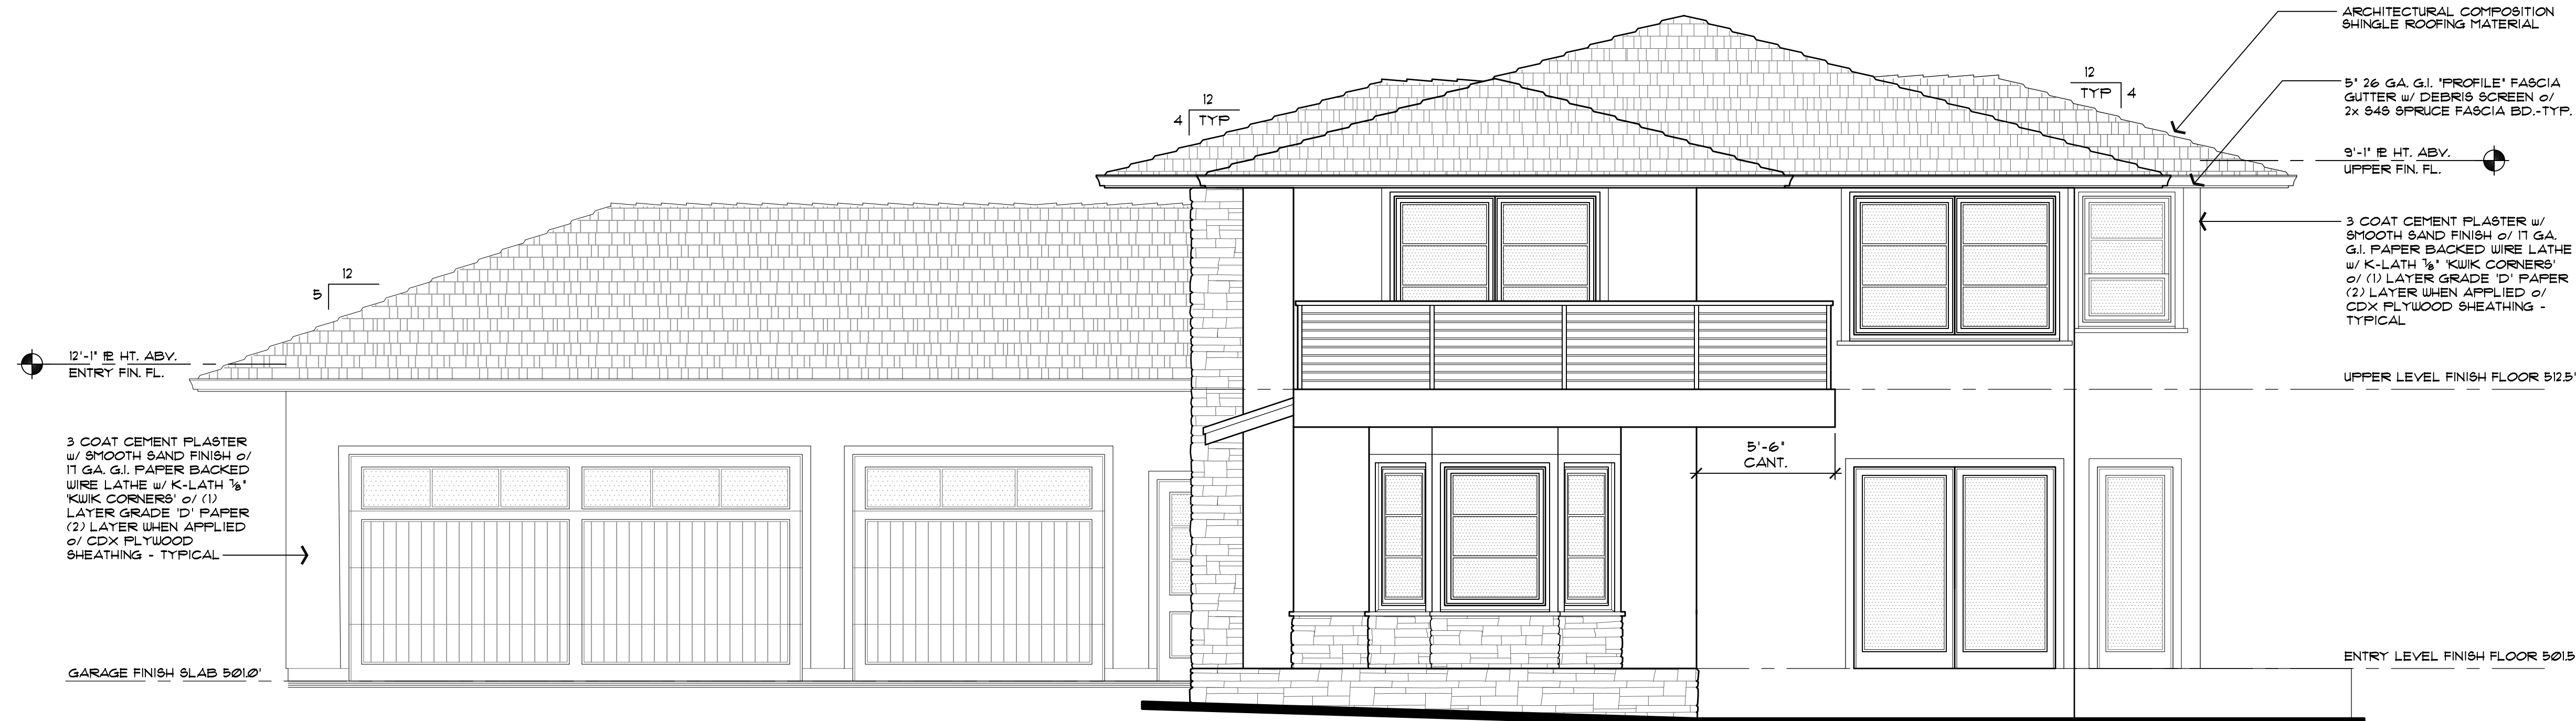 ARCHITECTURAL COMPOSITION
SHINGLE ROOFING MATERIAL
5" 26 GA. G.I. "PROFILE" FASCIA
GUTTER w/ DEBRIS SCREEN o/
2x S4S SPRUCE FASCIA BD.-TYP.
12
TYP
4
12
4
TYP
9'-1" PL HT. ABV.
UPPER FIN. FL.
3 COAT CEMENT PLASTER w/
SMOOTH SAND FINISH o/ 17 GA.
G.I. PAPER BACKED WIRE LATHE
w/ K-LATH ⅞" 'KWIK CORNERS'
o/ (1) LAYER GRADE 'D' PAPER
(2) LAYER WHEN APPLIED o/
CDX PLYWOOD SHEATHING -
TYPICAL
12
5
12'-1" PL HT. ABV.
ENTRY FIN. FL.
UPPER LEVEL FINISH FLOOR 512.5'
3 COAT CEMENT PLASTER
w/ SMOOTH SAND FINISH o/
17 GA. G.I. PAPER BACKED
WIRE LATHE w/ K-LATH ⅞"
'KWIK CORNERS' o/ (1)
LAYER GRADE 'D' PAPER
(2) LAYER WHEN APPLIED
o/ CDX PLYWOOD
SHEATHING - TYPICAL
5'-6"
CANT.
GARAGE FINISH SLAB 501.0'
ENTRY LEVEL FINISH FLOOR 501.5